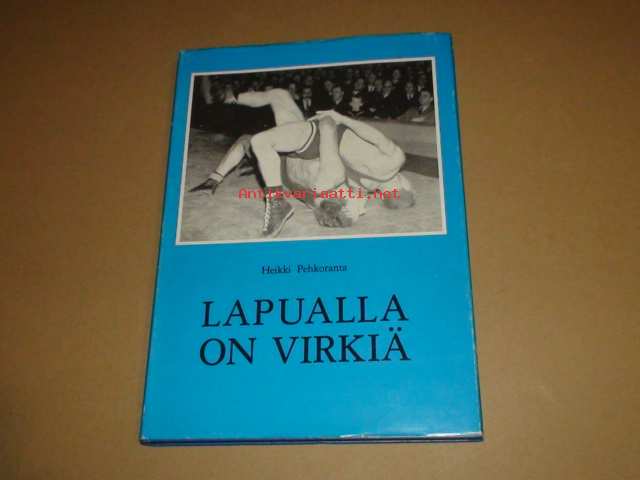 Antikvariaatti.net
Heikki Pehkoranta
LAPUALLA
ON VIRKIÄ